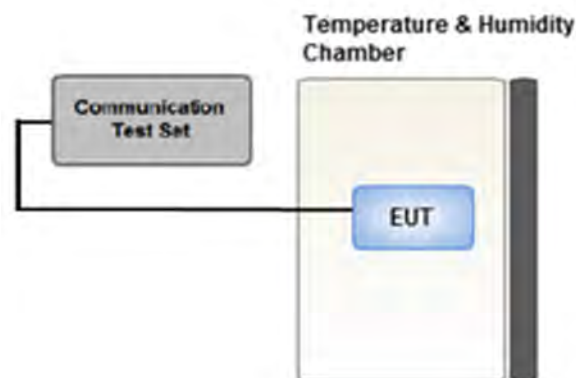 Temperature & Humidity
Chamber
Communication
Test Set
EUT